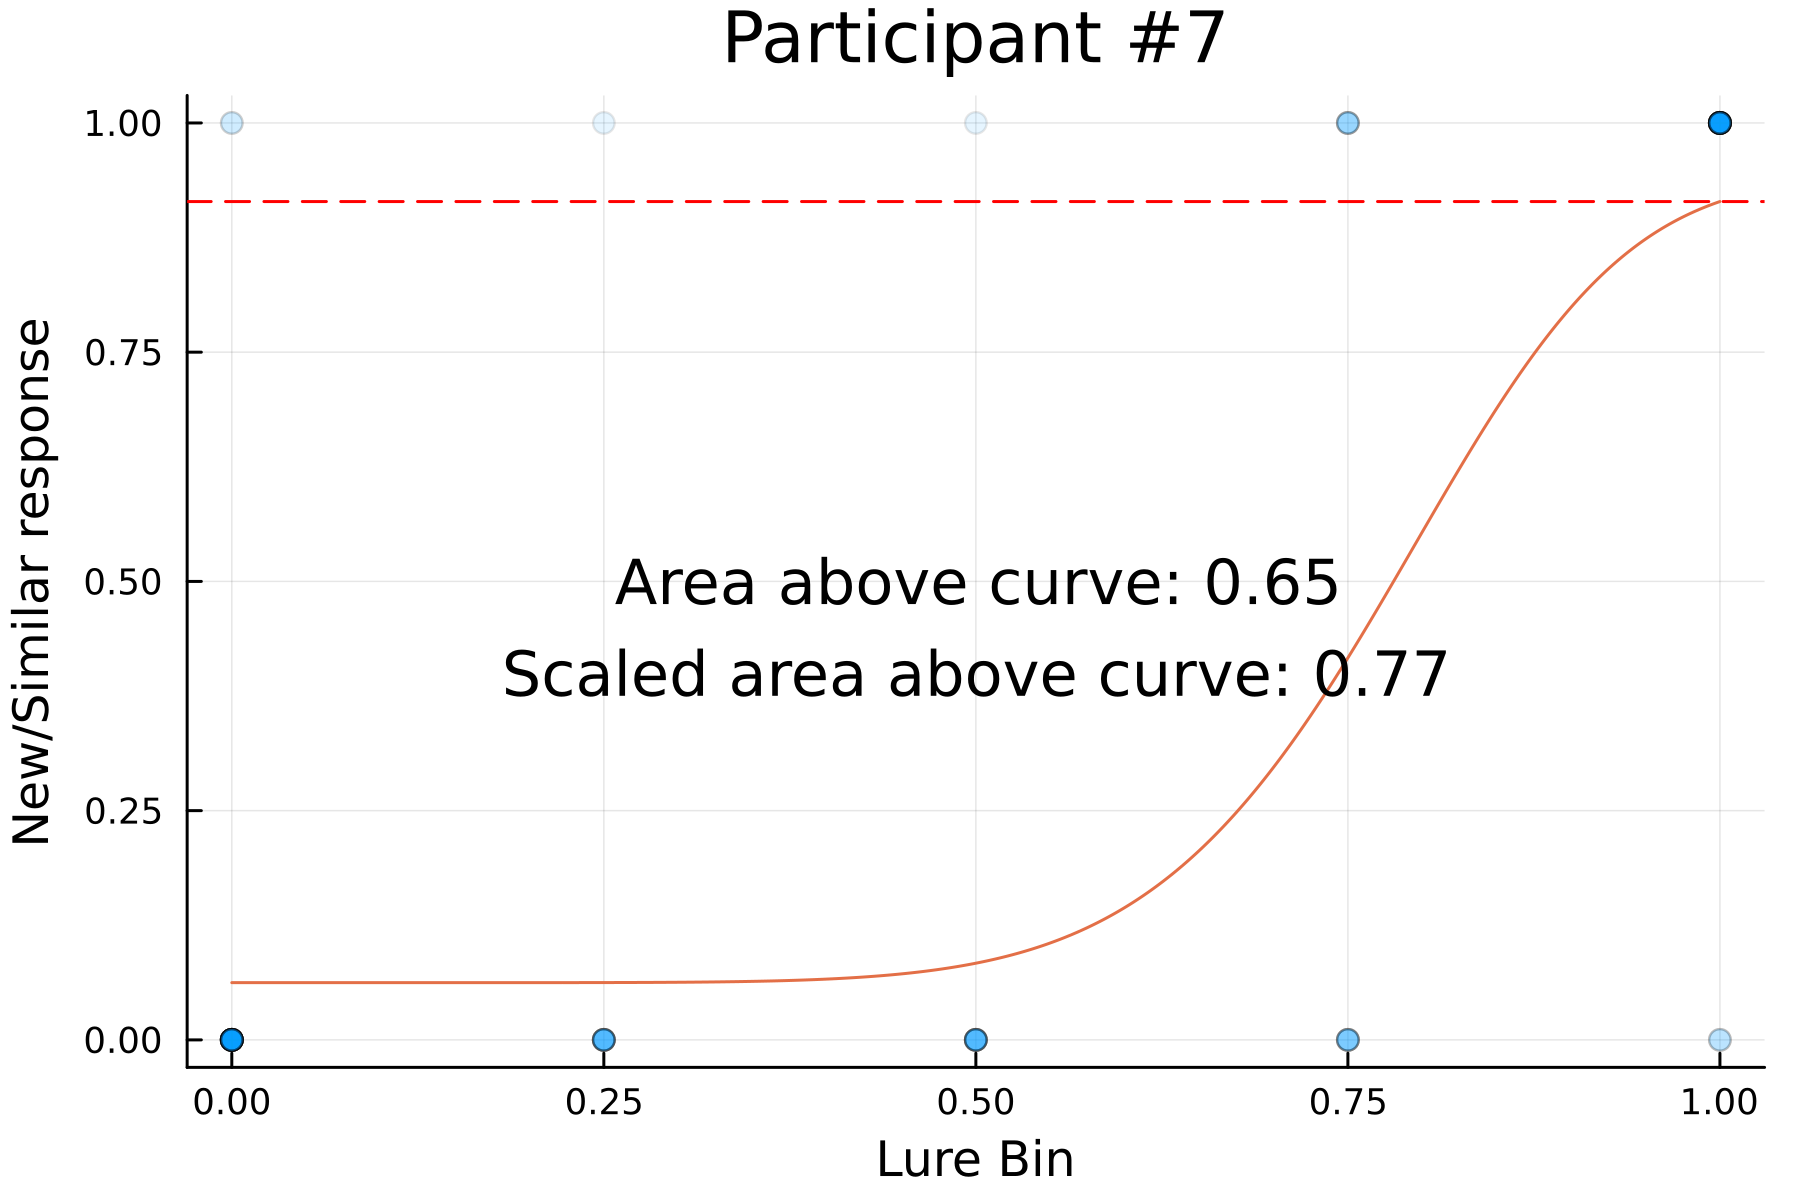 Participant #7
New/Similar response
1.00
0.75
0.50
0.25
0.00
Area above curve: 0.65
Scaled area above curve: 0.77
0.00 0.25 0.50 0.75 1.00
Lure Bin